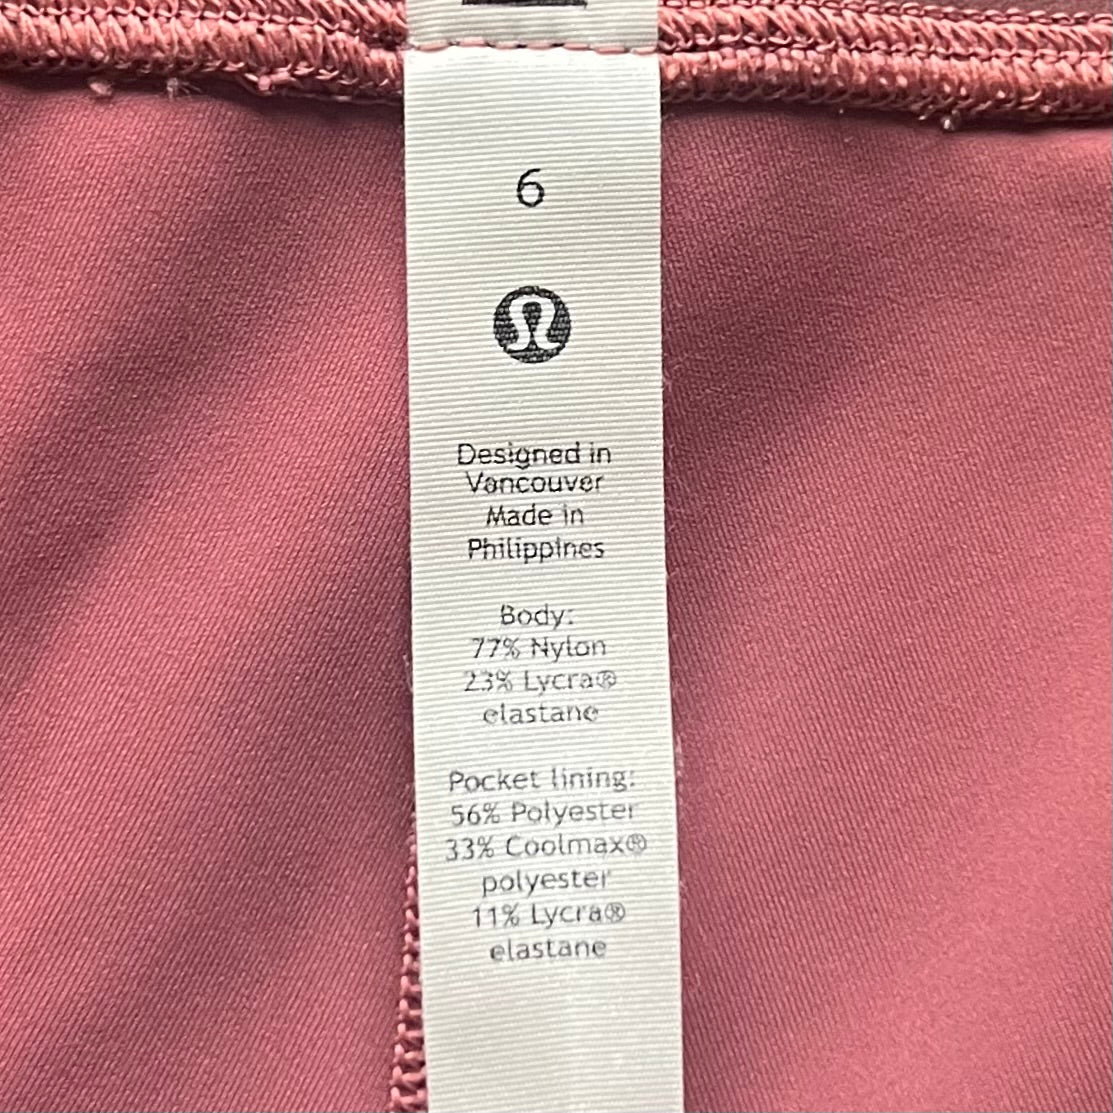 6
Designed in
Vancouver
Made in
Philippines
Body:
77% Nylon
23% Lycra®
elastane
Pocket lining:
56% Polyester
33% Coolmax®
polyester
11% Lycra®
elastane